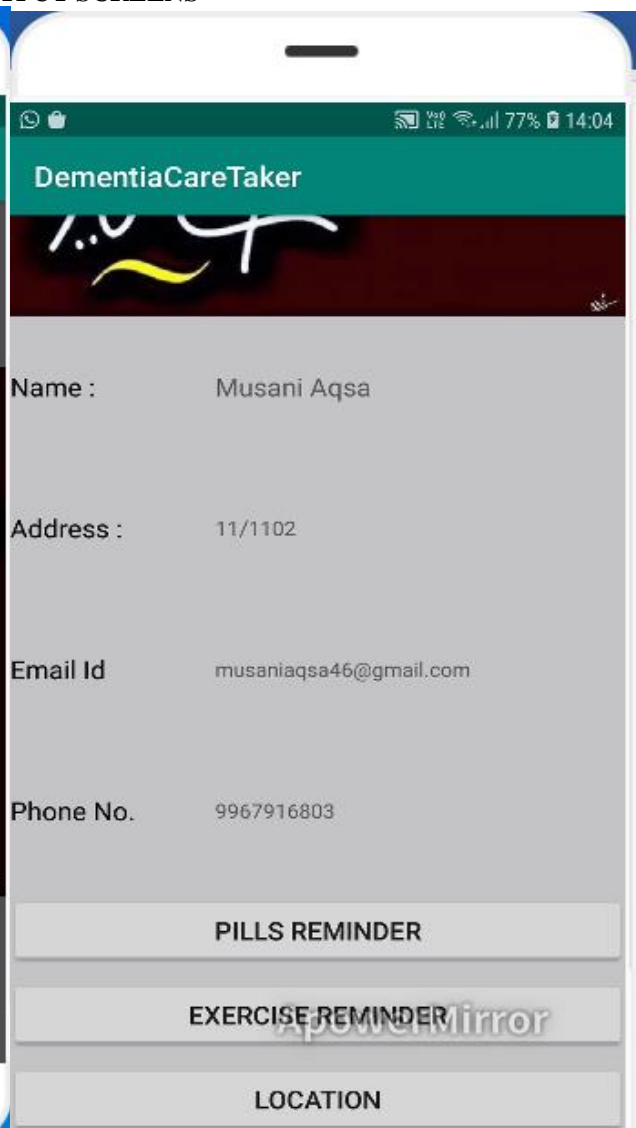 77% 14:04
DementiaCareTaker
Name : Musani Aqsa
Address : 11/1102
Email Id musaniaqsa46@gmail.com
Phone No. 9967916803
PILLS REMINDER
EXERCISE REMINDER
ApowerMirror
LOCATION